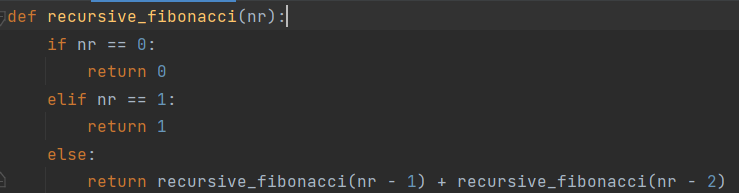 def recursive_fibonacci(nr):
    if nr == 0:
        return 0
    elif nr == 1:
        return 1
    else:
        return recursive_fibonacci(nr - 1) + recursive_fibonacci(nr - 2)